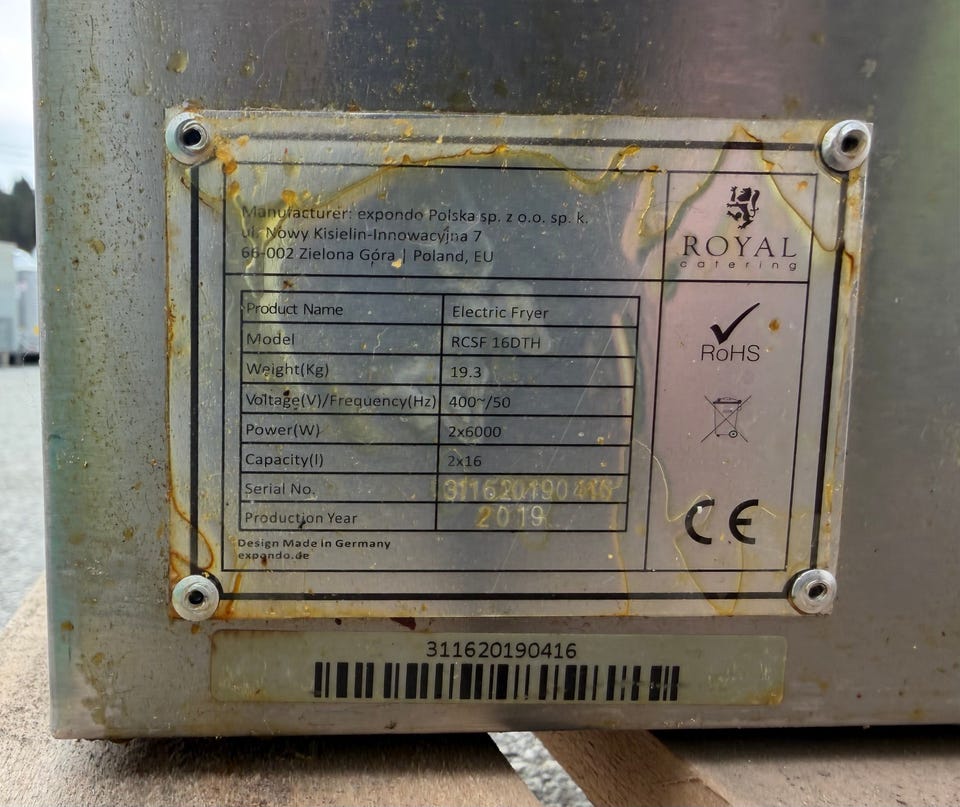 Manufacturer: expondo Polska sp. z o.o. sp. k.
ul. Nowy Kisielin-Innowacyjna 7
66-002 Zielona Góra | Poland, EU
ROYAL
catering
Product Name Electric Fryer
Model RCSF 16DTH
Weight(Kg) 19.3
Voltage(V)/Frequency(Hz) 400~/50
Power(W) 2x6000
Capacity(l) 2x16
Serial No. 311620190416
Production Year 2019
RoHS
CE
Design Made in Germany
expondo.de
311620190416